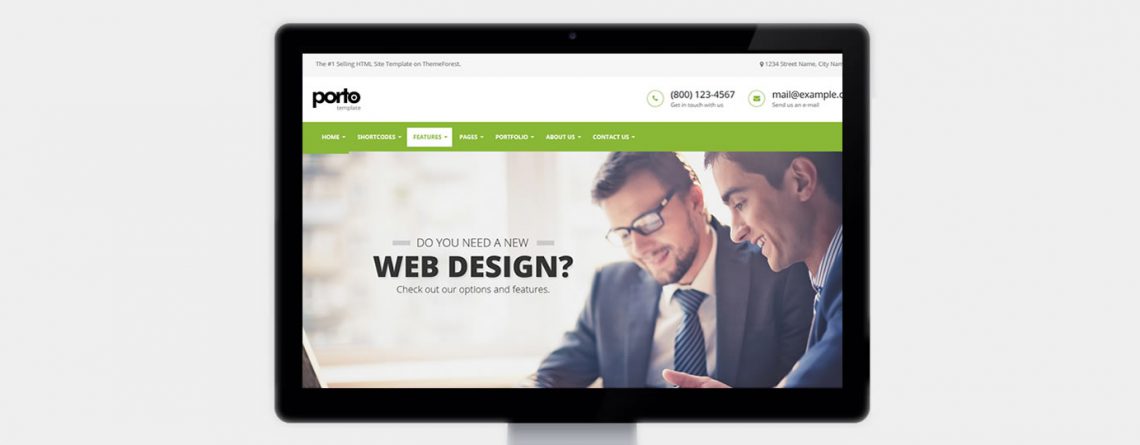 The #1 Selling HTML Site Template on ThemeForest.
1234 Street Name, City Nam
porto
template
(800) 123-4567
Get in touch with us
mail@example.c
Send us an e-mail
HOME
SHORTCODES
FEATURES
PAGES
PORTFOLIO
ABOUT US
CONTACT US
DO YOU NEED A NEW
WEB DESIGN?
Check out our options and features.